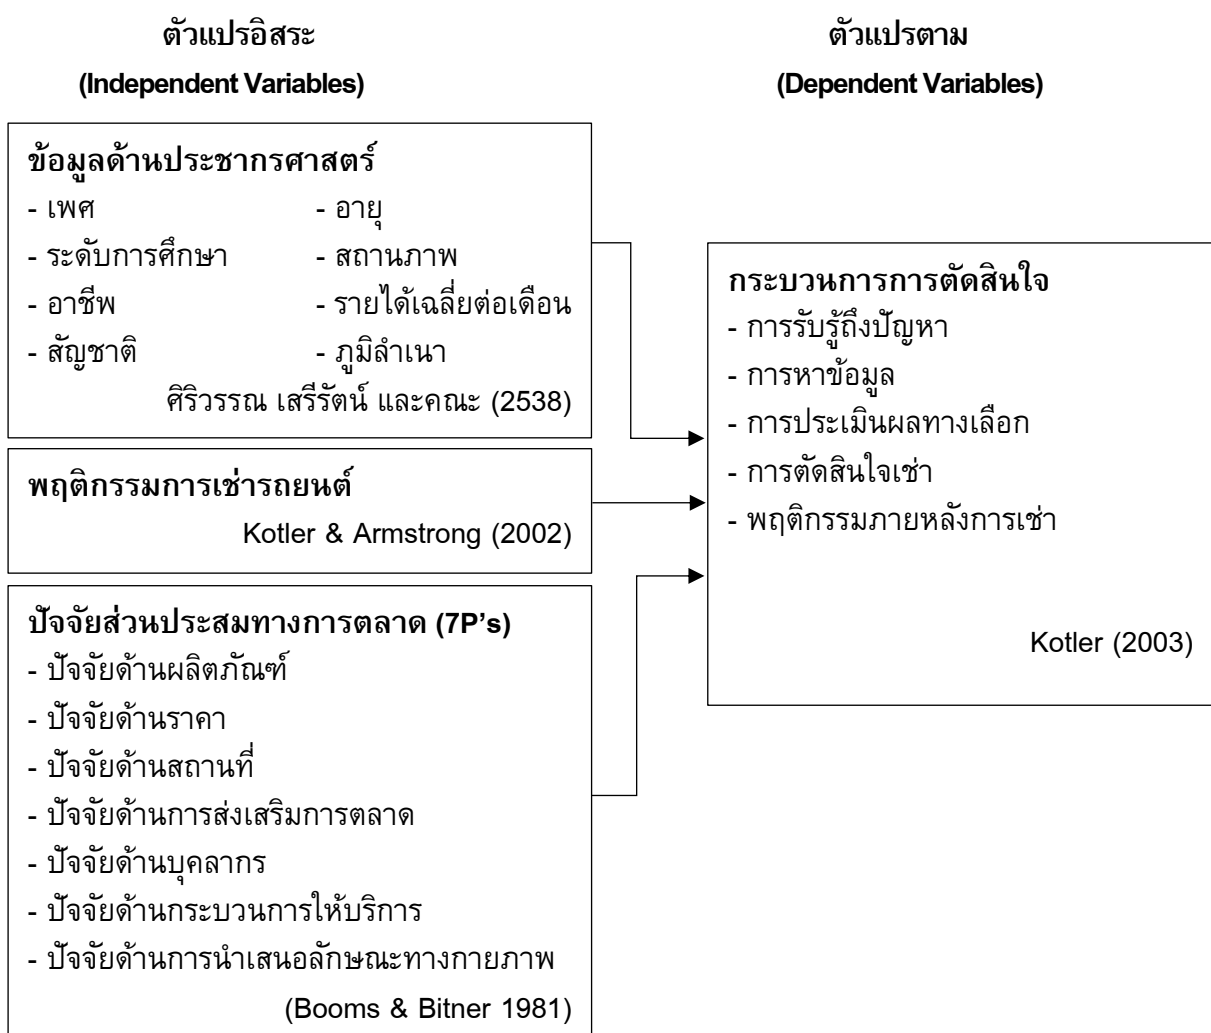 ตัวแปรอิสระ
(Independent Variables)
ตัวแปรตาม
(Dependent Variables)
ข้อมูลด้านประชากรศาสตร์
- เพศ - อายุ
- ระดับการศึกษา - สถานภาพ
- อาชีพ - รายได้เฉลี่ยต่อเดือน
- สัญชาติ - ภูมิลำเนา
ศิริวรรณ เสรีรัตน์ และคณะ (2538)
พฤติกรรมการเช่ารถยนต์
Kotler & Armstrong (2002)
ปัจจัยส่วนประสมทางการตลาด (7P’s)
- ปัจจัยด้านผลิตภัณฑ์
- ปัจจัยด้านราคา
- ปัจจัยด้านสถานที่
- ปัจจัยด้านการส่งเสริมการตลาด
- ปัจจัยด้านบุคลากร
- ปัจจัยด้านกระบวนการให้บริการ
- ปัจจัยด้านการนำเสนอลักษณะทางกายภาพ
(Booms & Bitner 1981)
กระบวนการการตัดสินใจ
- การรับรู้ถึงปัญหา
- การหาข้อมูล
- การประเมินผลทางเลือก
- การตัดสินใจเช่า
- พฤติกรรมภายหลังการเช่า
Kotler (2003)